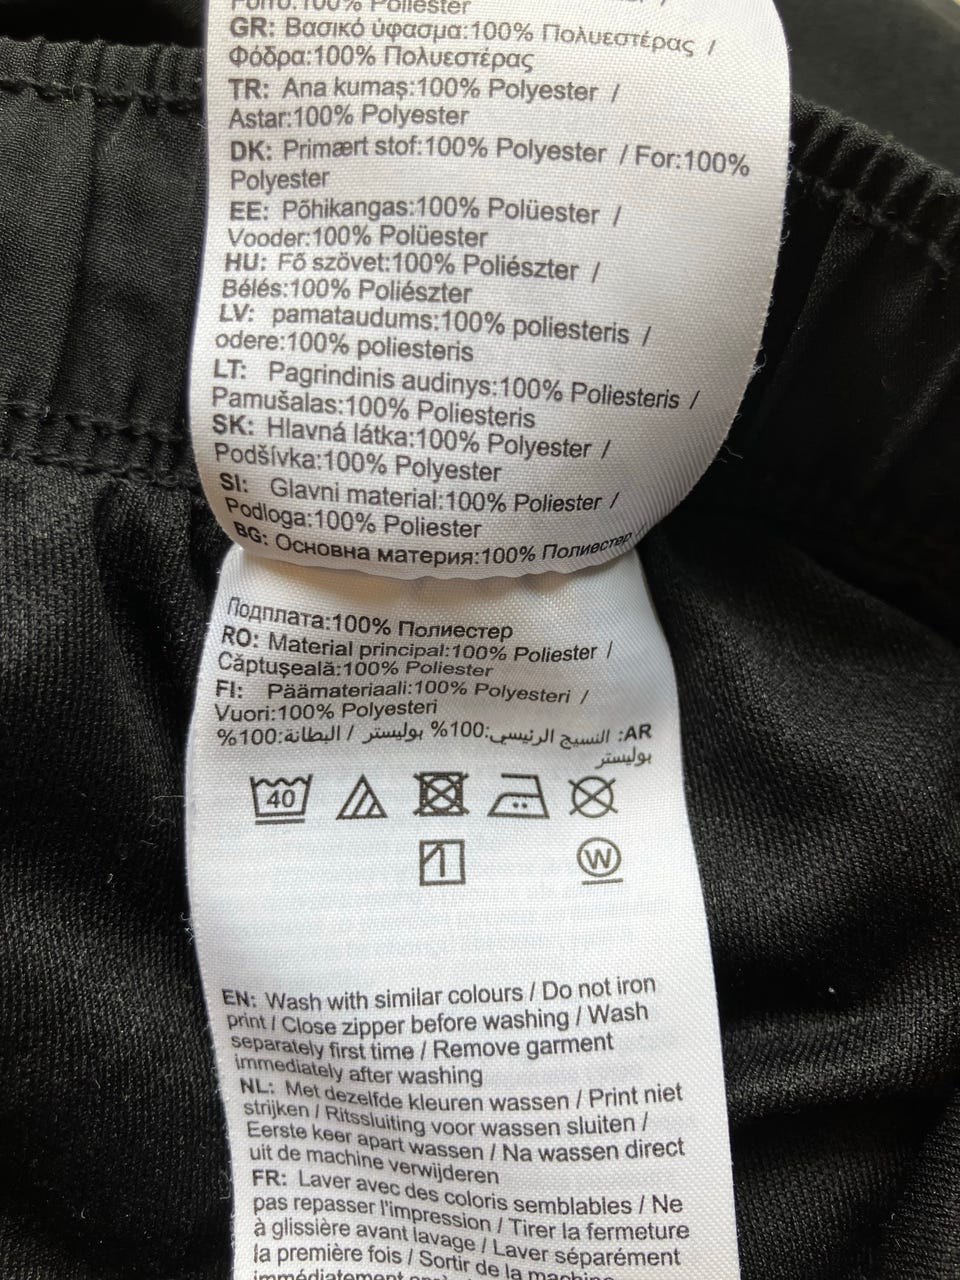 Forro:100% Poliester
GR: Βασικό ύφασμα:100% Πολυεστέρας /
Φόδρα:100% Πολυεστέρας
TR: Ana kumaş:100% Polyester /
Astar:100% Polyester
DK: Primært stof:100% Polyester / For:100%
Polyester
EE: Põhikangas:100% Polüester /
Vooder:100% Polüester
HU: Fő szövet:100% Poliészter /
Bélés:100% Poliészter
LV: pamataudums:100% poliesteris /
odere:100% poliesteris
LT: Pagrindinis audinys:100% Poliesteris /
Pamušalas:100% Poliesteris
SK: Hlavná látka:100% Polyester /
Podšívka:100% Polyester
SI: Glavni material:100% Poliester /
Podloga:100% Poliester
BG: Основна материя:100% Полиестер /
Подплата:100% Полиестер
RO: Material principal:100% Poliester /
Căptuşeală:100% Poliester
FI: Päämateriaali:100% Polyesteri /
Vuori:100% Polyesteri
AR: النسيج الرئيسي:100% بوليستر / البطانة:100%
بوليستر
40
W
EN: Wash with similar colours / Do not iron
print / Close zipper before washing / Wash
separately first time / Remove garment
immediately after washing
NL: Met dezelfde kleuren wassen / Print niet
strijken / Ritssluiting voor wassen sluiten /
Eerste keer apart wassen / Na wassen direct
uit de machine verwijderen
FR: Laver avec des coloris semblables / Ne
pas repasser l'impression / Tirer la fermeture
à glissière avant lavage / Laver séparément
la première fois / Sortir de la machine
immédiatement après